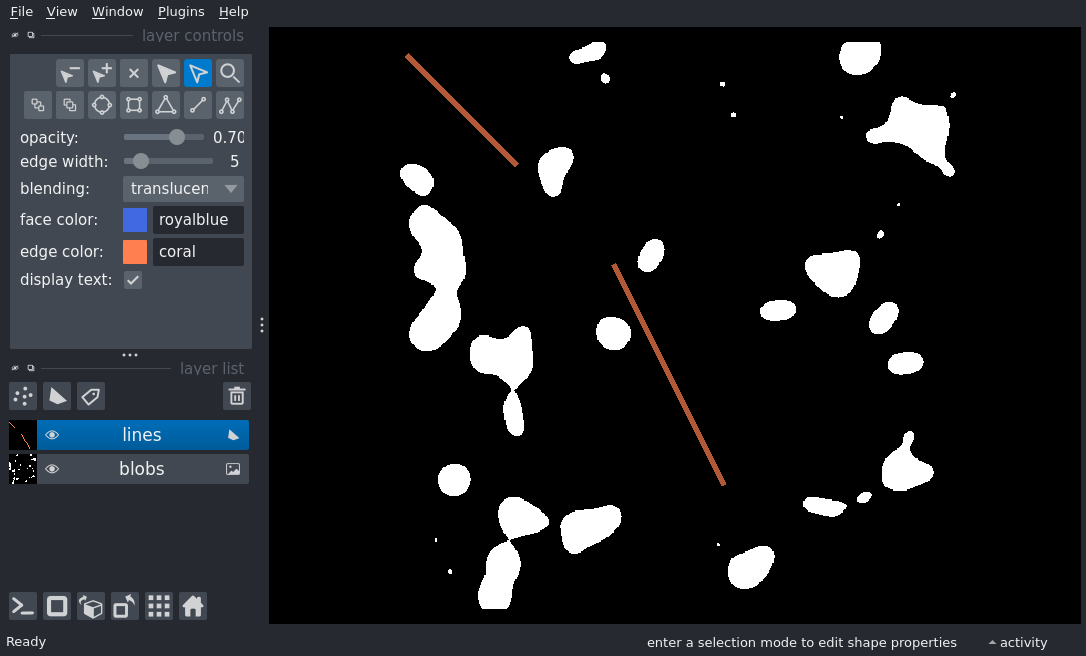 File View Window Plugins Help
layer controls
opacity: 0.70
edge width: 5
blending: translucen
face color: royalblue
edge color: coral
display text:
layer list
lines
blobs
Ready enter a selection mode to edit shape properties activity